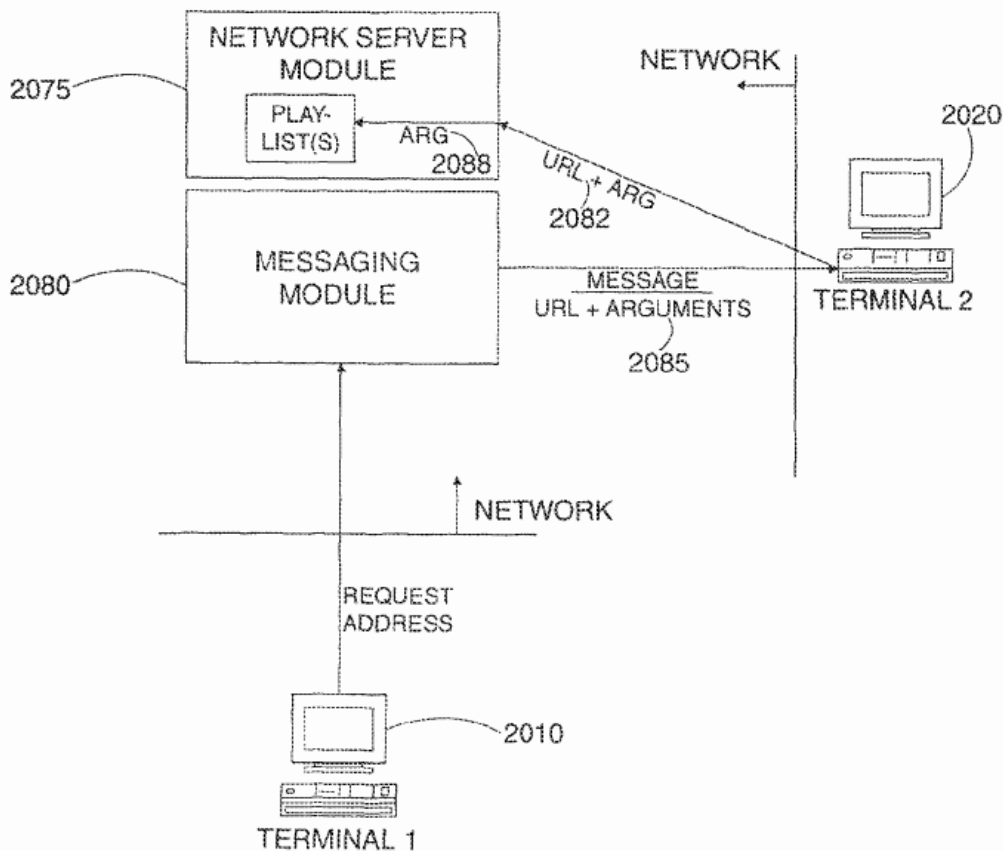 NETWORK SERVER
MODULE
2075
PLAY-
LIST(S)
ARG
2088
NETWORK
2020
URL + ARG
2082
2080
MESSAGING
MODULE
MESSAGE
URL + ARGUMENTS
2085
TERMINAL 2
NETWORK
REQUEST
ADDRESS
2010
TERMINAL 1